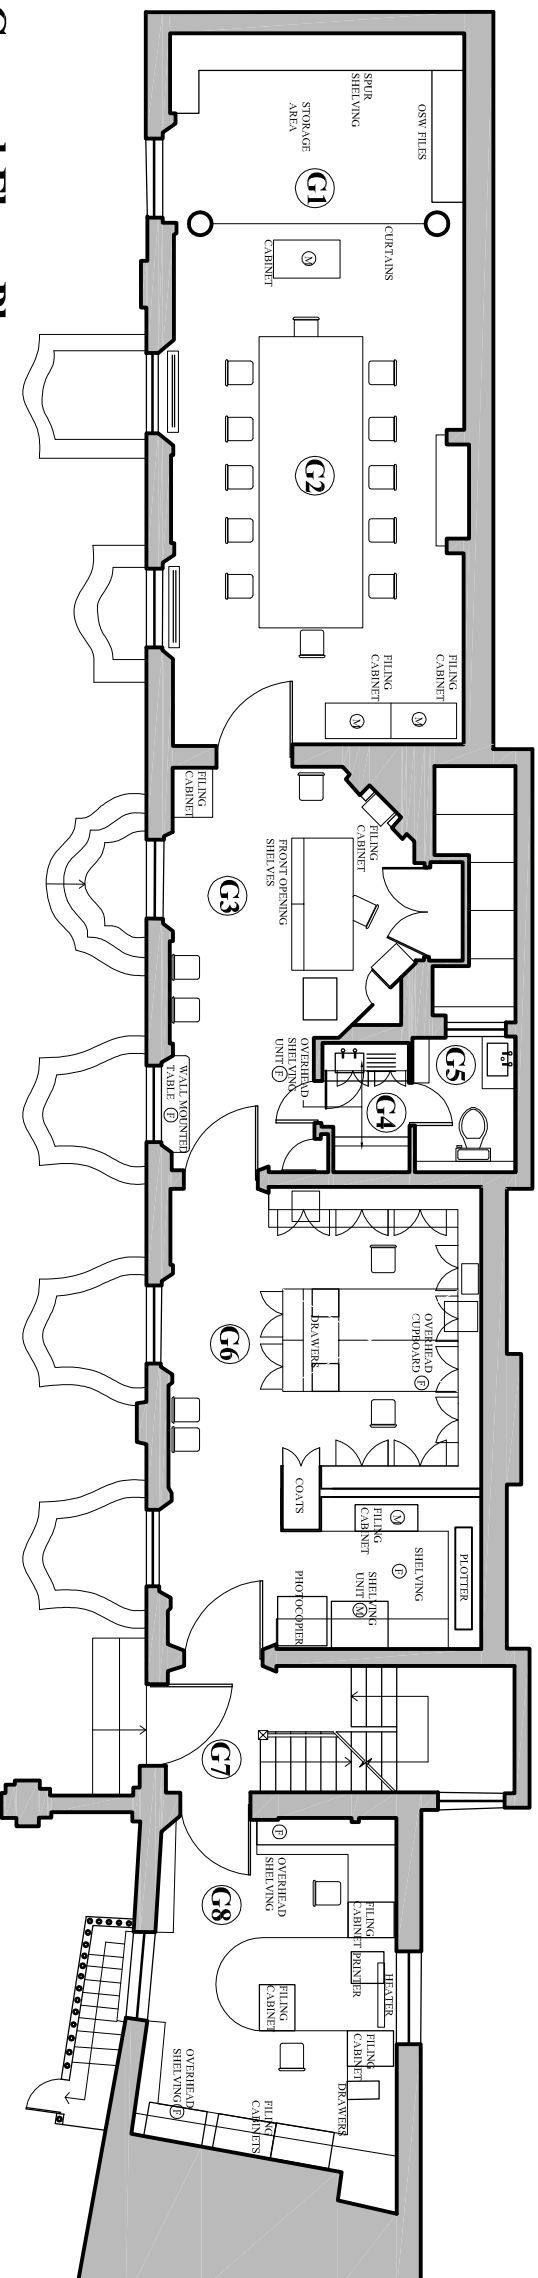 OSW FILES
SPUR
SHELVING
STORAGE
AREA
G1
CURTAINS
M
CABINET
G2
FILING
CABINET
M
FILING
CABINET
M
FILING
CABINET
FILING
CABINET
FRONT OPENING
SHELVES
G3
OVERHEAD
SHELVING
UNIT F
WALL MOUNTED
TABLE F
G5
G4
OVERHEAD
CUPBOARD F
DRAWERS
G6
COATS
PLOTTER
SHELVING
F
M
FILING
CABINET
SHELVING
UNIT M
PHOTOCOPIER
G7
F
OVERHEAD
SHELVING
G8
FILING
CABINET
HEATER
PRINTER
FILING
CABINET
FILING
CABINET
DRAWERS
FILING
CABINETS
OVERHEAD
SHELVING F